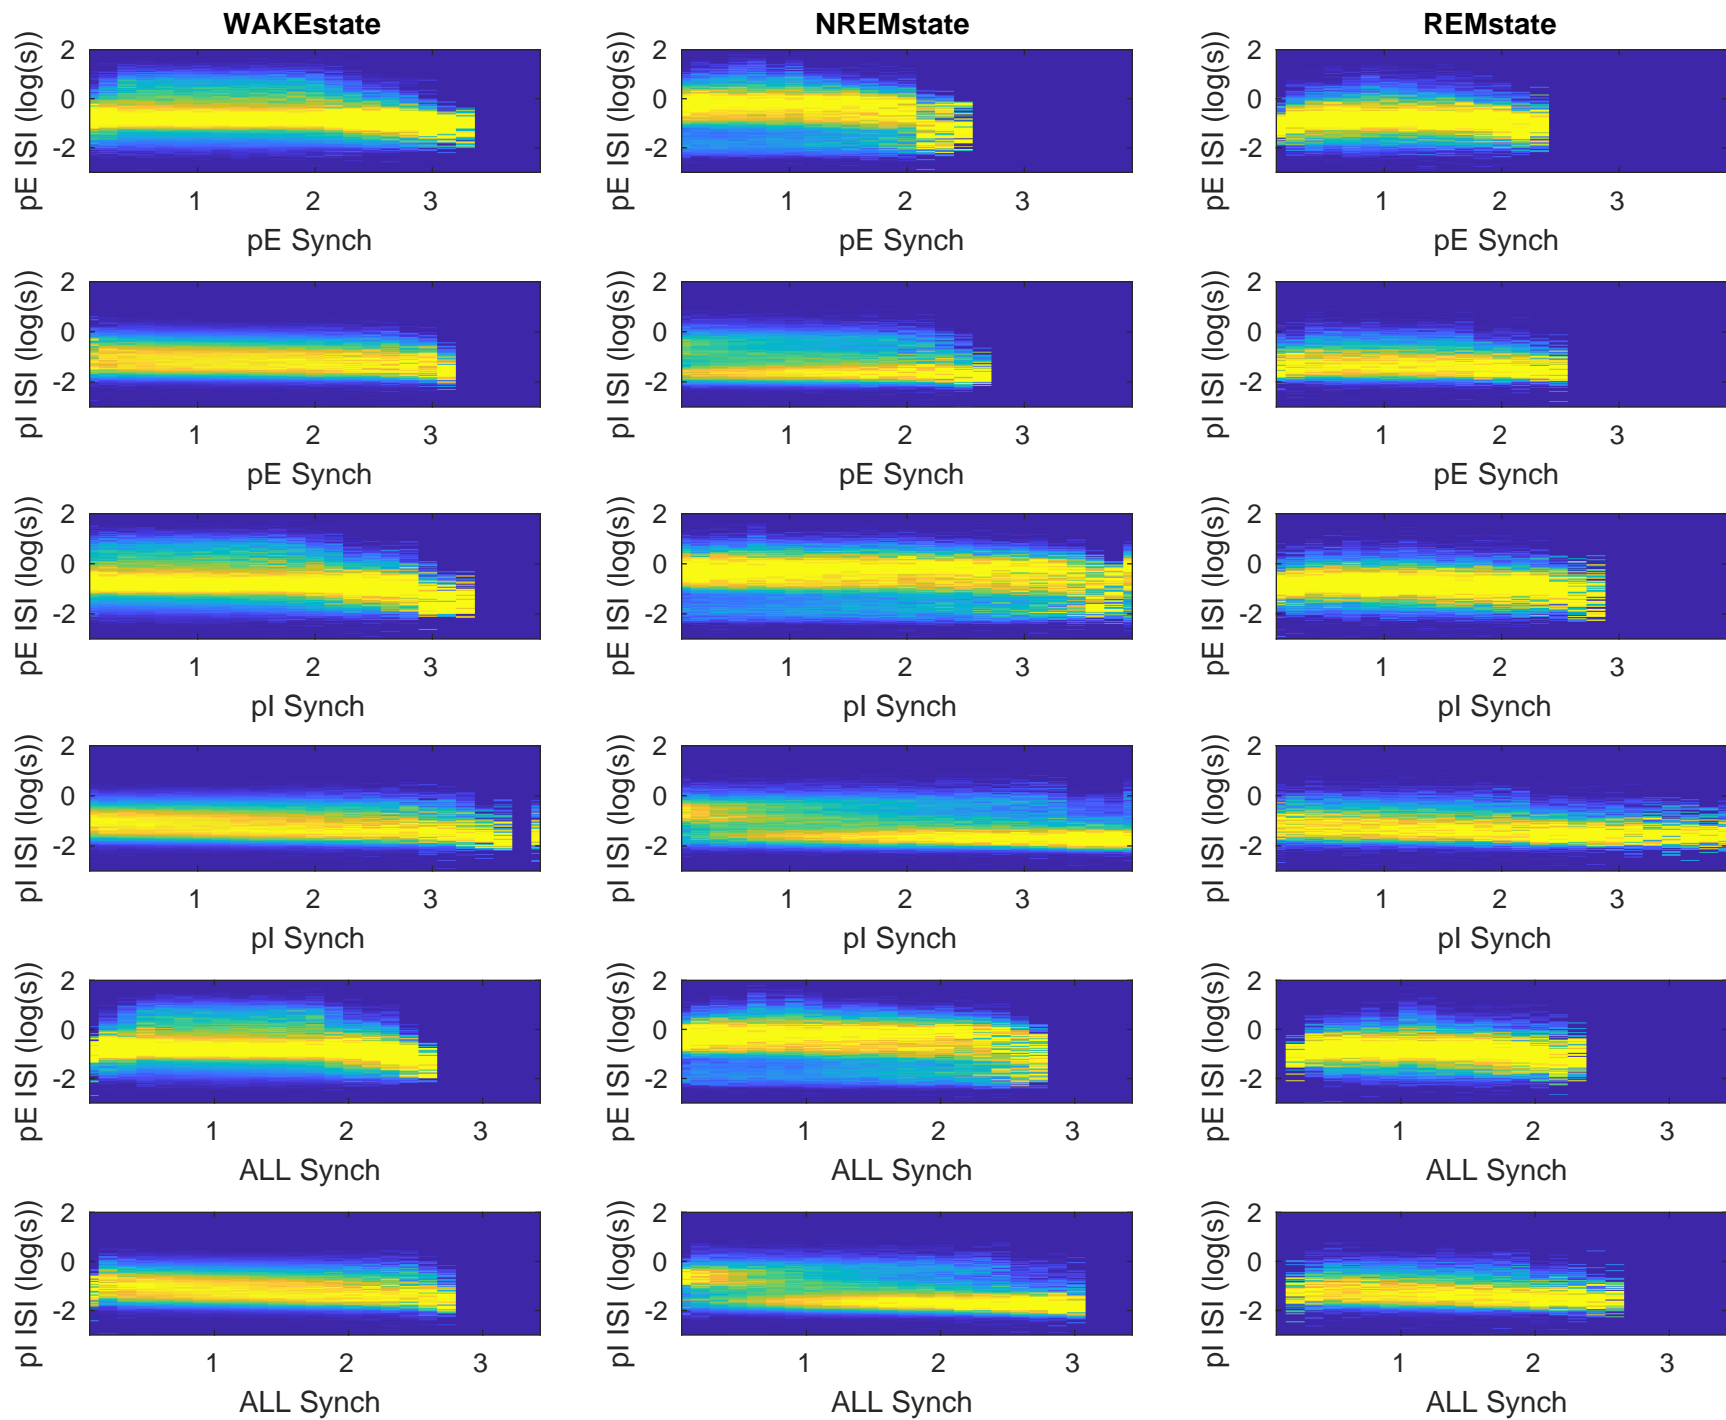 WAKEstate NREMstate REMstate
pE ISI (log(s)) 2 0 -2 pE ISI (log(s)) 2 0 -2 pE ISI (log(s)) 2 0 -2
1 2 3 1 2 3 1 2 3
pE Synch pE Synch pE Synch
pI ISI (log(s)) 2 0 -2 pI ISI (log(s)) 2 0 -2 pI ISI (log(s)) 2 0 -2
1 2 3 1 2 3 1 2 3
pE Synch pE Synch pE Synch
pE ISI (log(s)) 2 0 -2 pE ISI (log(s)) 2 0 -2 pE ISI (log(s)) 2 0 -2
1 2 3 1 2 3 1 2 3
pI Synch pI Synch pI Synch
pI ISI (log(s)) 2 0 -2 pI ISI (log(s)) 2 0 -2 pI ISI (log(s)) 2 0 -2
1 2 3 1 2 3 1 2 3
pI Synch pI Synch pI Synch
pE ISI (log(s)) 2 0 -2 pE ISI (log(s)) 2 0 -2 pE ISI (log(s)) 2 0 -2
1 2 3 1 2 3 1 2 3
ALL Synch ALL Synch ALL Synch
pI ISI (log(s)) 2 0 -2 pI ISI (log(s)) 2 0 -2 pI ISI (log(s)) 2 0 -2
1 2 3 1 2 3 1 2 3
ALL Synch ALL Synch ALL Synch